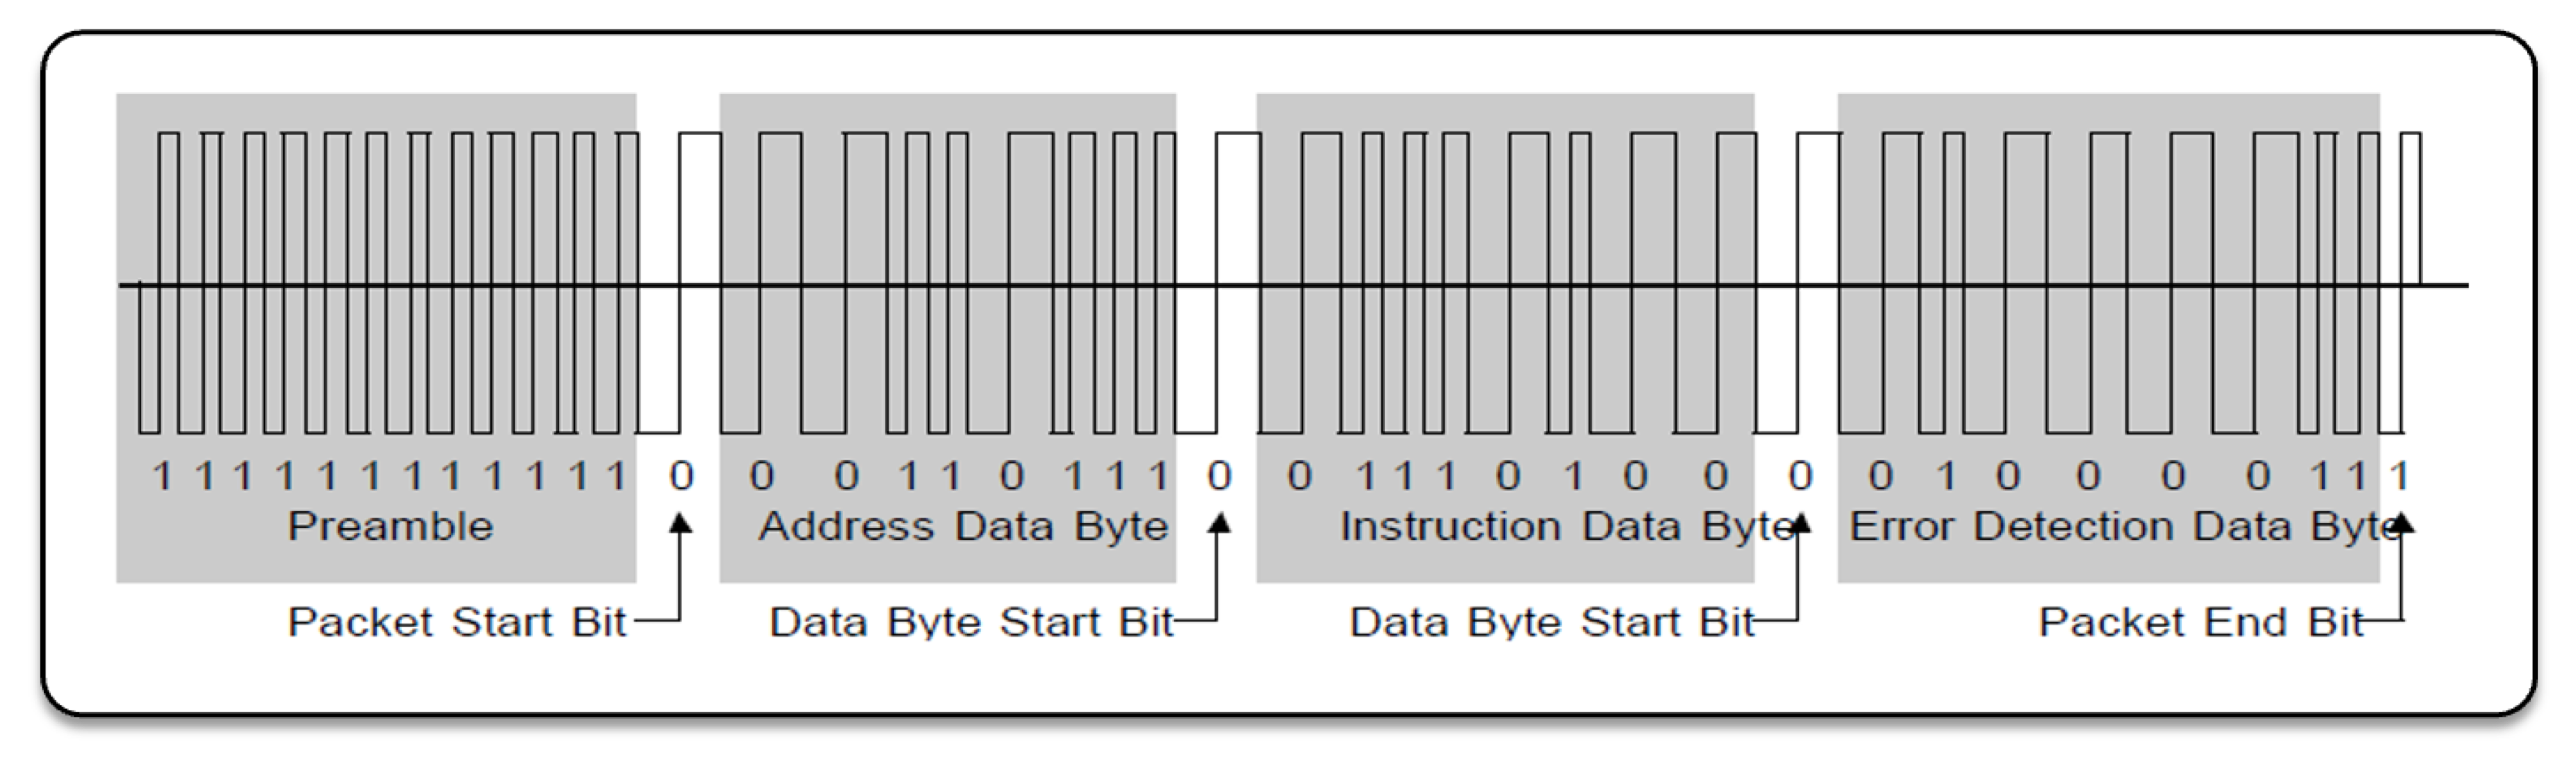 1 1 1 1 1 1 1 1 1 1 1 1 0 0 0 1 1 0 1 1 1 0 0 1 1 1 0 1 0 0 0 0 1 0 0 0 0 1 1 1
Preamble Address Data Byte Instruction Data Byte Error Detection Data Byte
Packet Start Bit Data Byte Start Bit Data Byte Start Bit Packet End Bit